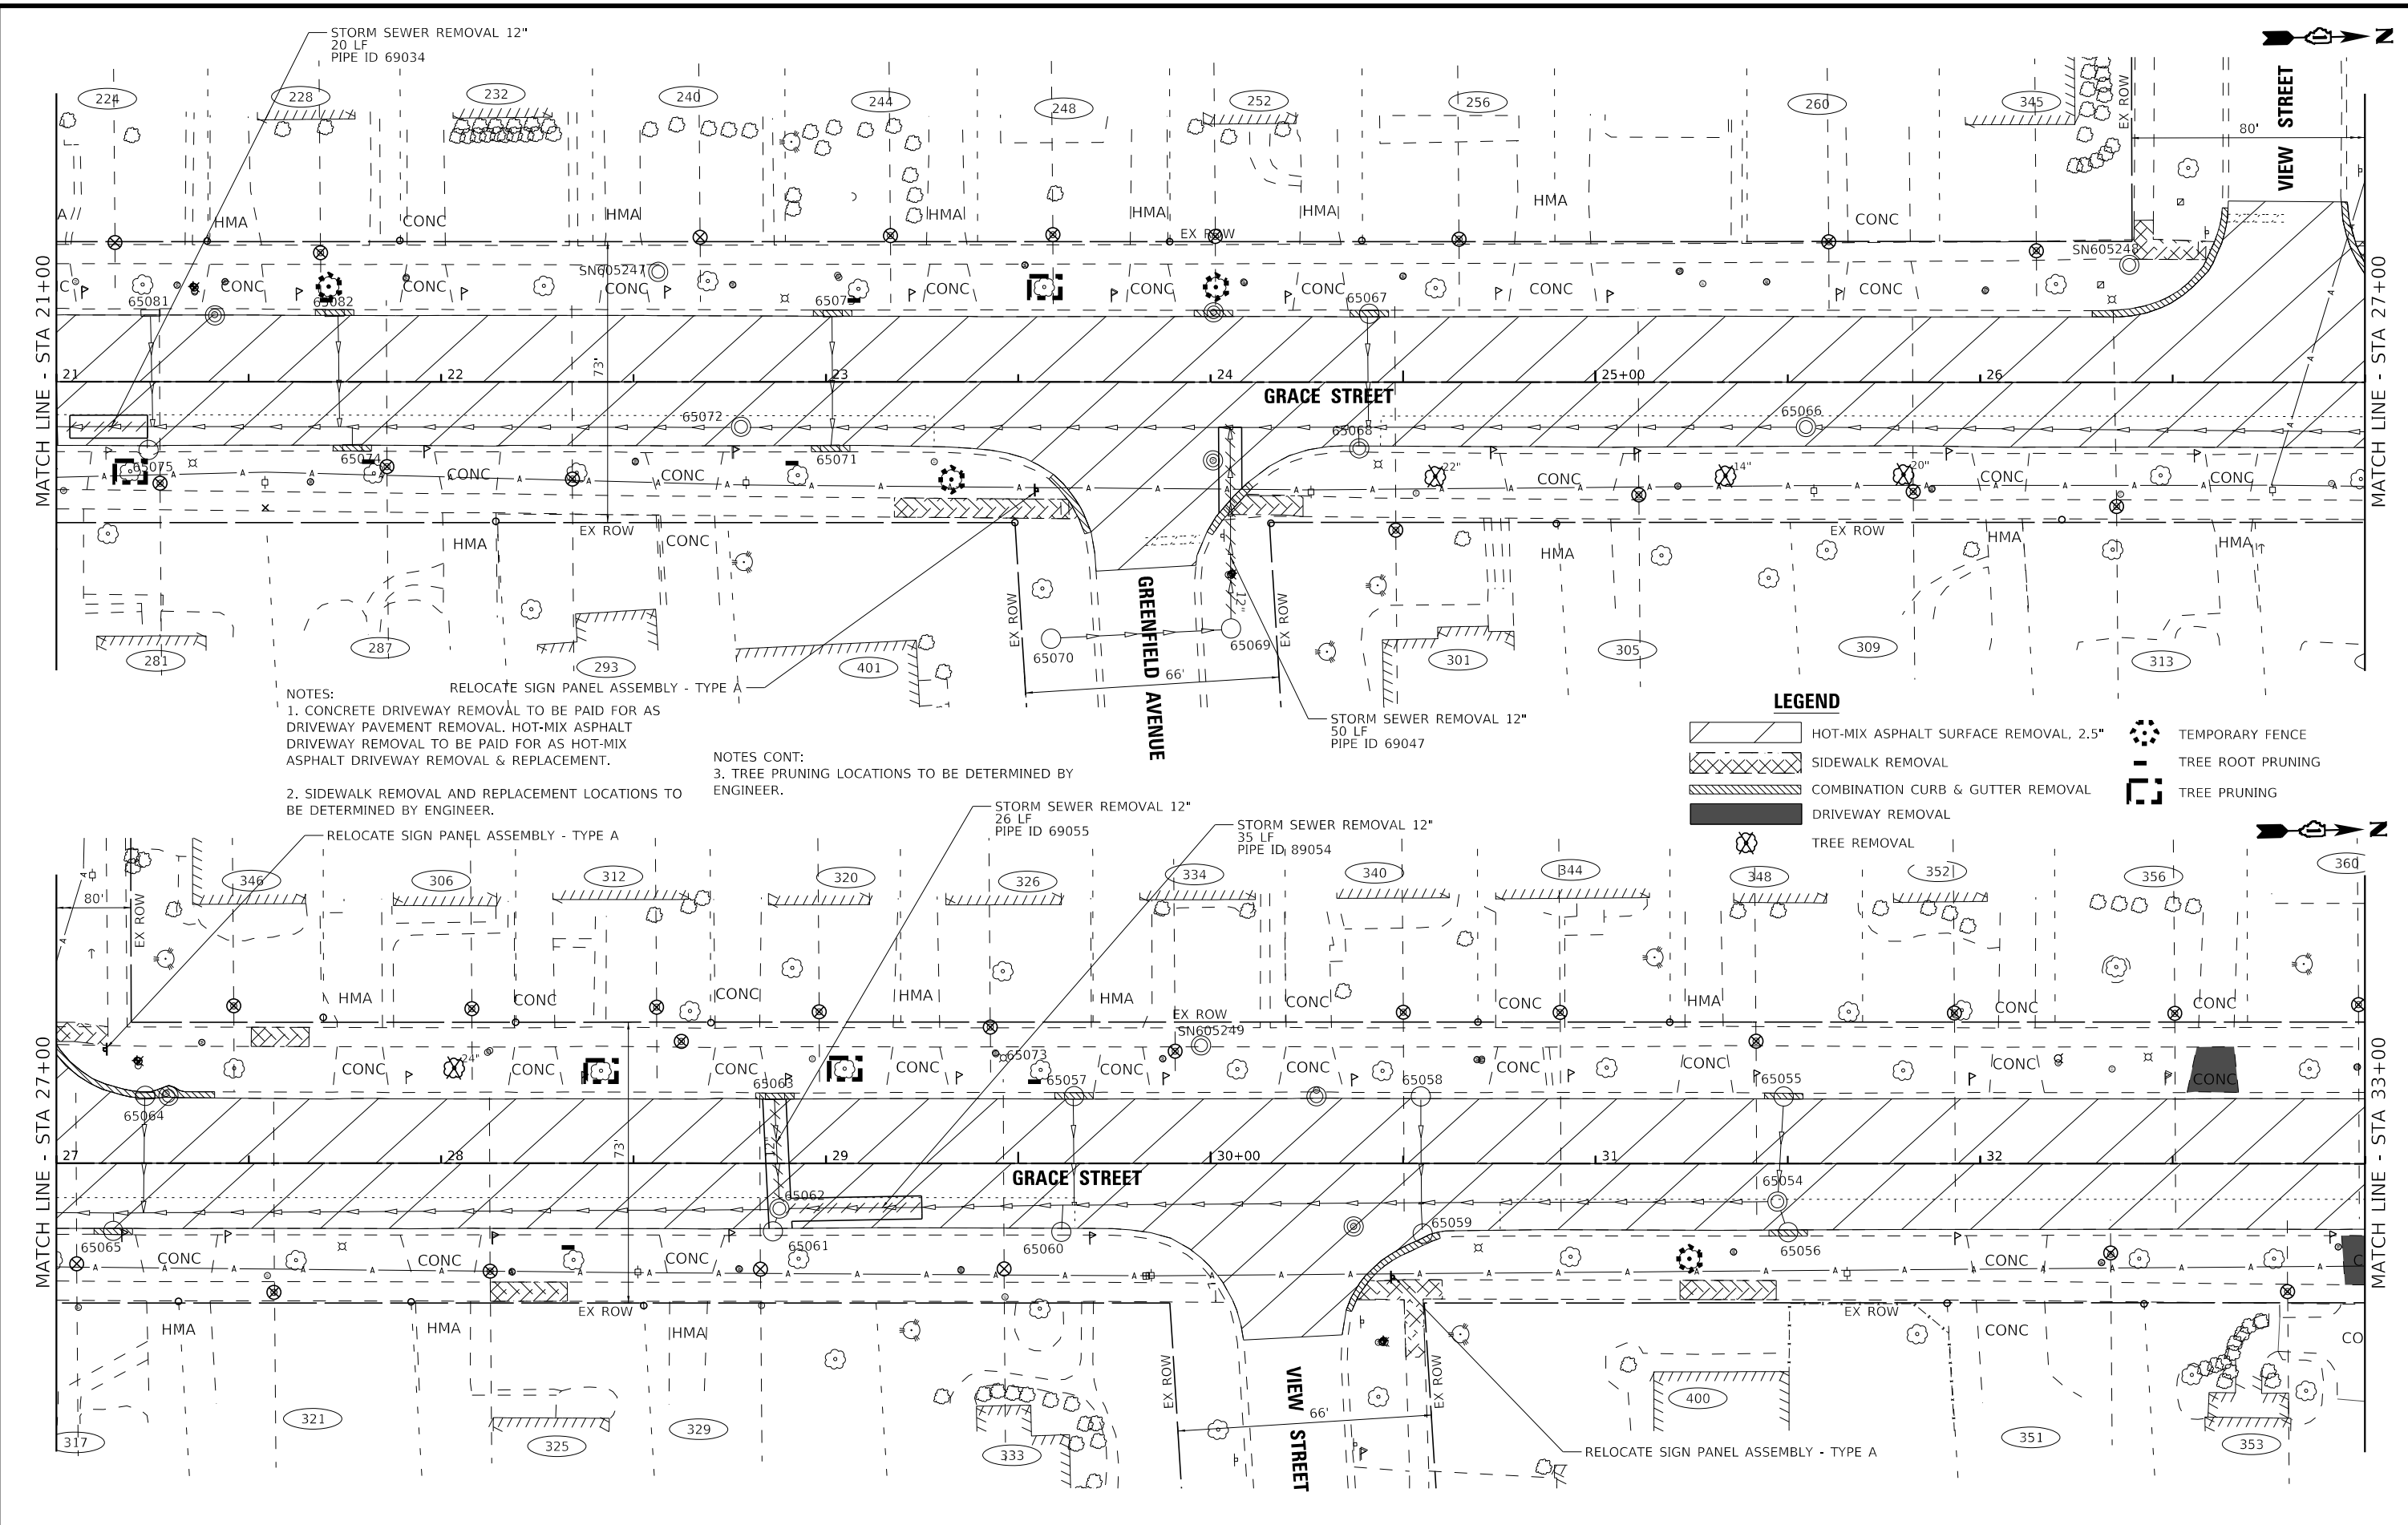 STORM SEWER REMOVAL 12"
20 LF
PIPE ID 69034
N
224
228
232
240
244
248
252
256
260
345
EX ROW
80'
VIEW STREET
A
HMA
CONC
HMA
HMA
HMA
HMA
HMA
CONC
EX ROW
SN605247
SN605248
C
CONC
CONC
CONC
CONC
CONC
CONC
CONC
CONC
65081
65082
65067
MATCH LINE - STA 21+00
MATCH LINE - STA 27+00
73'
21
22
23
24
25+00
26
GRACE STREET
65072
65066
65068
65075
65074
65071
CONC
CONC
22"
14"
20"
CONC
CONC
CONC
EX ROW
EX ROW
HMA
CONC
HMA
HMA
HMA
EX ROW
GREENFIELD AVENUE
12"
EX ROW
65070
65069
66'
281
287
293
401
301
305
309
313
RELOCATE SIGN PANEL ASSEMBLY - TYPE A
NOTES:
1. CONCRETE DRIVEWAY REMOVAL TO BE PAID FOR AS
DRIVEWAY PAVEMENT REMOVAL. HOT-MIX ASPHALT
DRIVEWAY REMOVAL TO BE PAID FOR AS HOT-MIX
ASPHALT DRIVEWAY REMOVAL & REPLACEMENT.
2. SIDEWALK REMOVAL AND REPLACEMENT LOCATIONS TO
BE DETERMINED BY ENGINEER.
NOTES CONT:
3. TREE PRUNING LOCATIONS TO BE DETERMINED BY
ENGINEER.
STORM SEWER REMOVAL 12"
50 LF
PIPE ID 69047
LEGEND
HOT-MIX ASPHALT SURFACE REMOVAL, 2.5"
SIDEWALK REMOVAL
COMBINATION CURB & GUTTER REMOVAL
DRIVEWAY REMOVAL
TREE REMOVAL
TEMPORARY FENCE
TREE ROOT PRUNING
TREE PRUNING
RELOCATE SIGN PANEL ASSEMBLY - TYPE A
STORM SEWER REMOVAL 12"
26 LF
PIPE ID 69055
STORM SEWER REMOVAL 12"
35 LF
PIPE ID 89054
N
346
306
312
320
326
334
340
344
348
352
356
360
80'
EX ROW
HMA
CONC
CONC
HMA
HMA
CONC
CONC
HMA
CONC
CONC
EX ROW
SN605249
24"
CONC
CONC
CONC
CONC
65073
CONC
CONC
CONC
CONC
CONC
CONC
65064
65063
65057
65058
65055
MATCH LINE - STA 27+00
MATCH LINE - STA 33+00
73'
12"
27
28
29
30+00
31
32
GRACE STREET
65062
65054
65065
65061
65060
65059
65056
CONC
CONC
CONC
CONC
C
EX ROW
EX ROW
HMA
HMA
HMA
CONC
CO
EX ROW
VIEW STREET
EX ROW
66'
317
321
325
329
333
400
351
353
RELOCATE SIGN PANEL ASSEMBLY - TYPE A